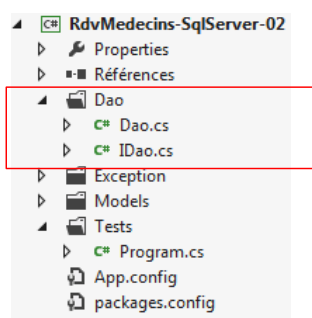 C# RdvMedecins-SqlServer-02
Properties
Références
Dao
C# Dao.cs
C# IDao.cs
Exception
Models
Tests
C# Program.cs
App.config
packages.config